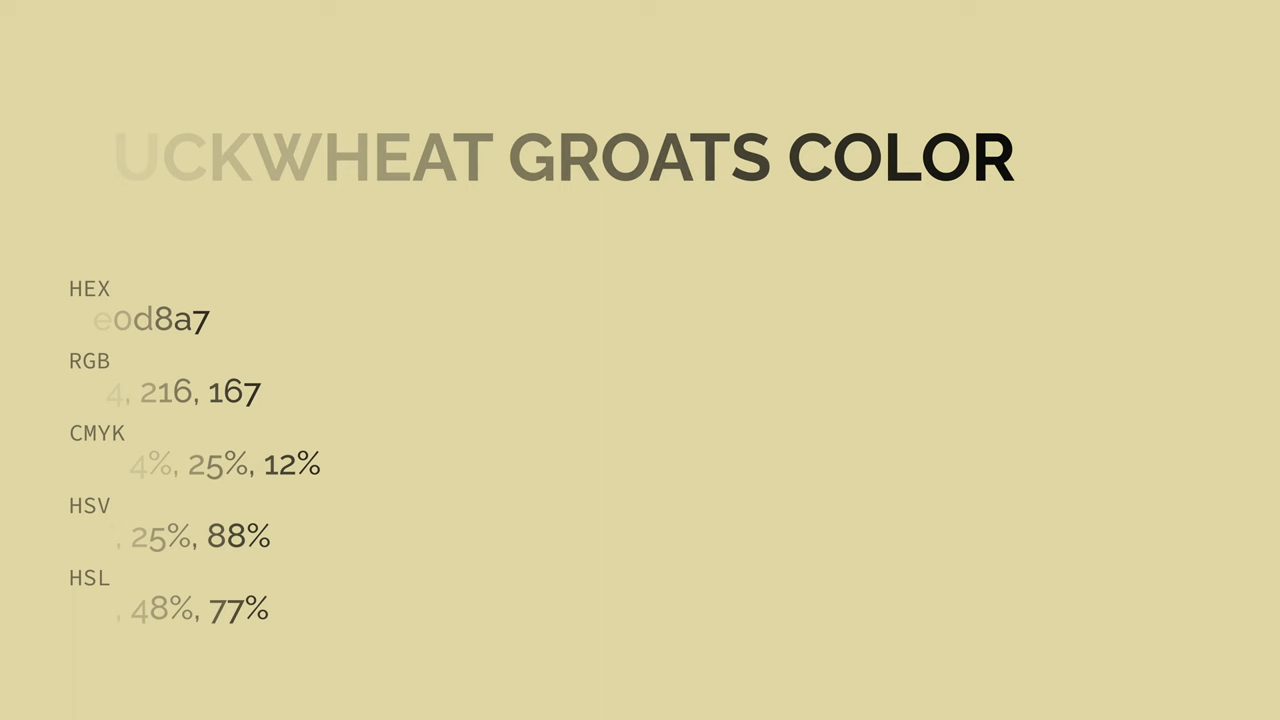 UCKWHEAT GROATS COLOR
HEX
e0d8a7
RGB
4, 216, 167
CMYK
4%, 25%, 12%
HSV
, 25%, 88%
HSL
, 48%, 77%